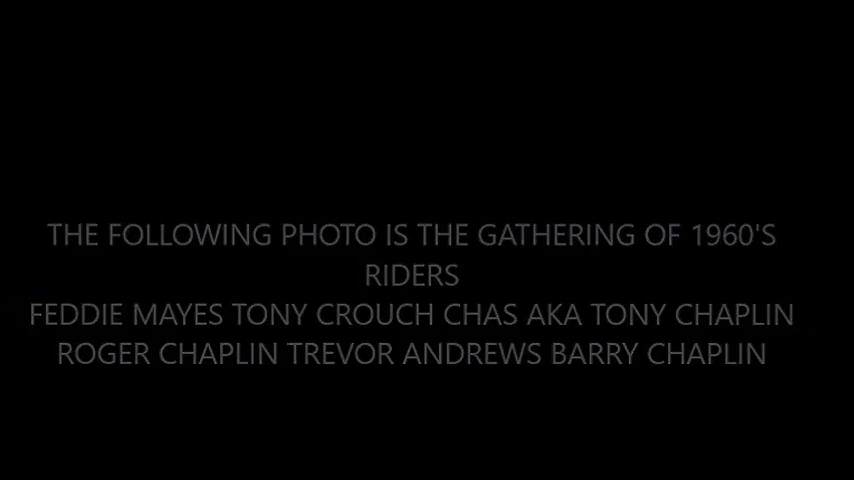 THE FOLLOWING PHOTO IS THE GATHERING OF 1960'S
RIDERS
FEDDIE MAYES TONY CROUCH CHAS AKA TONY CHAPLIN
ROGER CHAPLIN TREVOR ANDREWS BARRY CHAPLIN